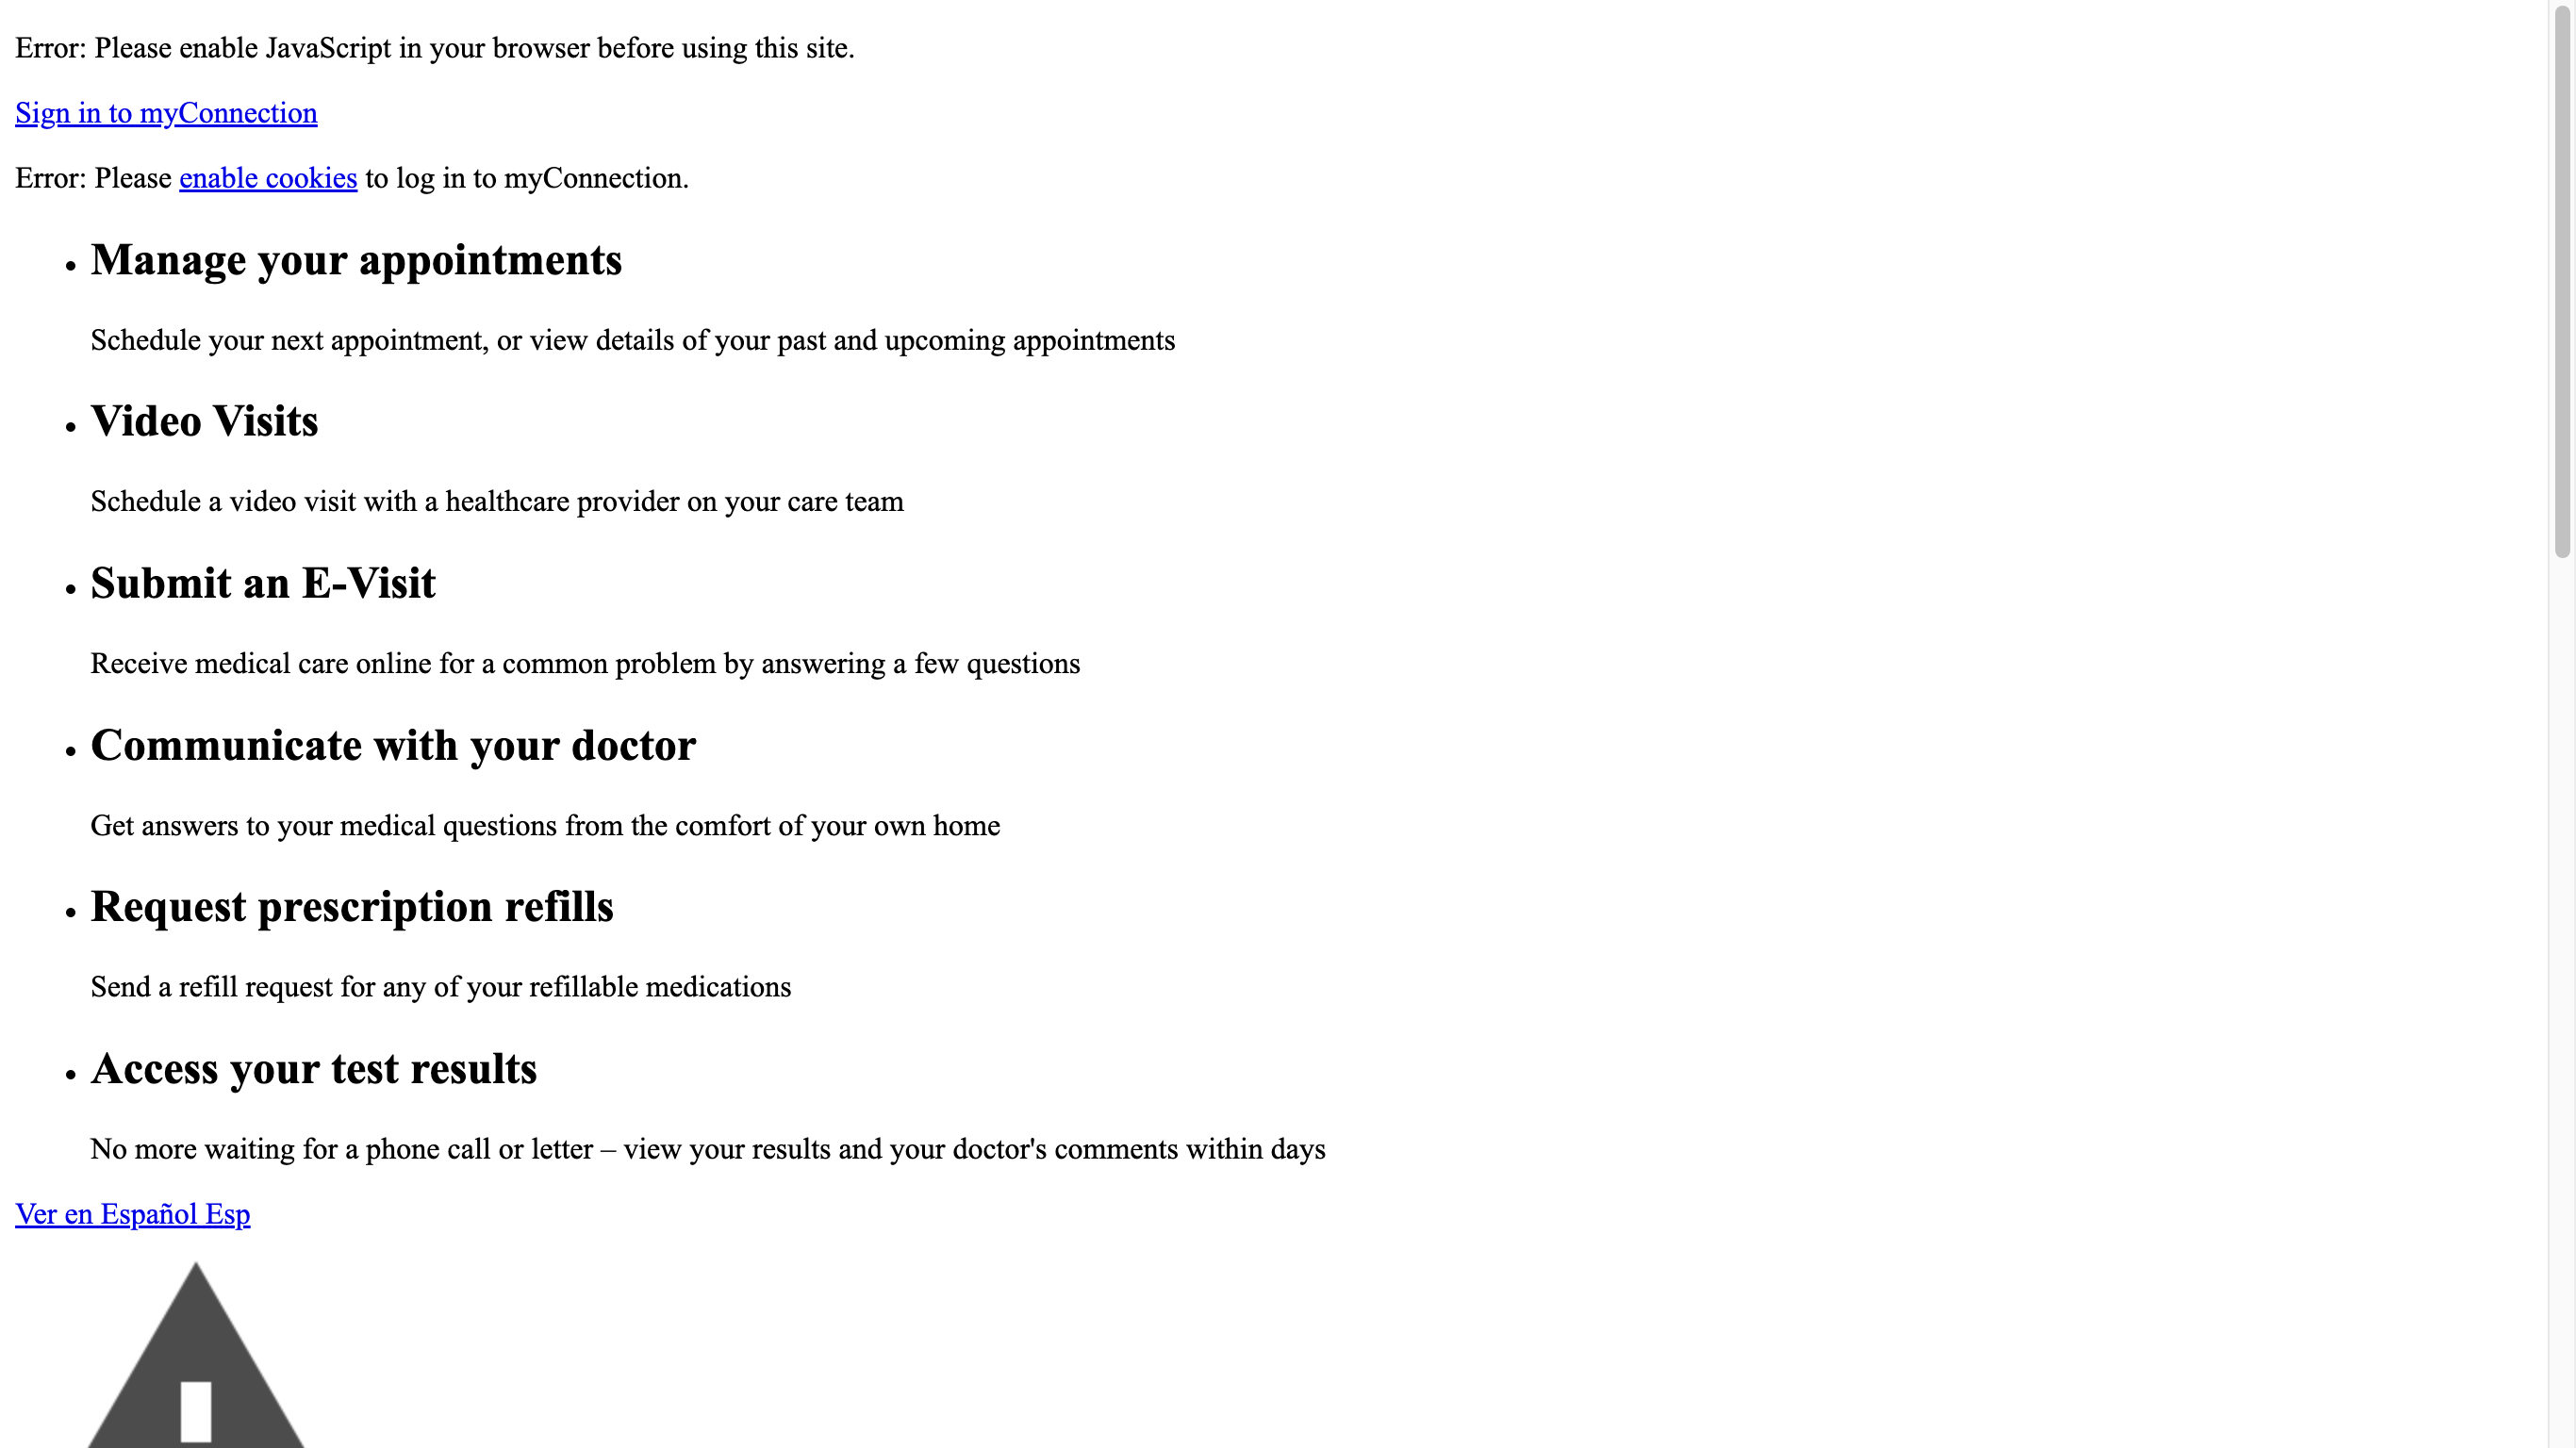 Error: Please enable JavaScript in your browser before using this site.
Sign in to myConnection
Error: Please enable cookies to log in to myConnection.
Manage your appointments
Schedule your next appointment, or view details of your past and upcoming appointments
Video Visits
Schedule a video visit with a healthcare provider on your care team
Submit an E-Visit
Receive medical care online for a common problem by answering a few questions
Communicate with your doctor
Get answers to your medical questions from the comfort of your own home
Request prescription refills
Send a refill request for any of your refillable medications
Access your test results
No more waiting for a phone call or letter – view your results and your doctor's comments within days
Ver en Español Esp